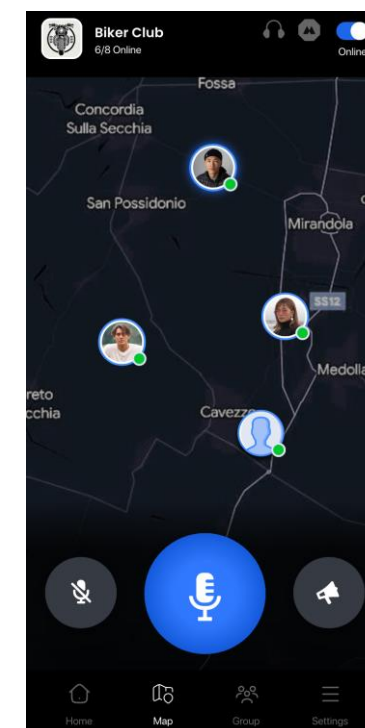 Biker Club
6/8 Online
Online
Fossa
Concordia
Sulla Secchia
San Possidonio
Mirandola
SS12
Medolla
reto
cchia
Cavezzo
Home
Map
Group
Settings